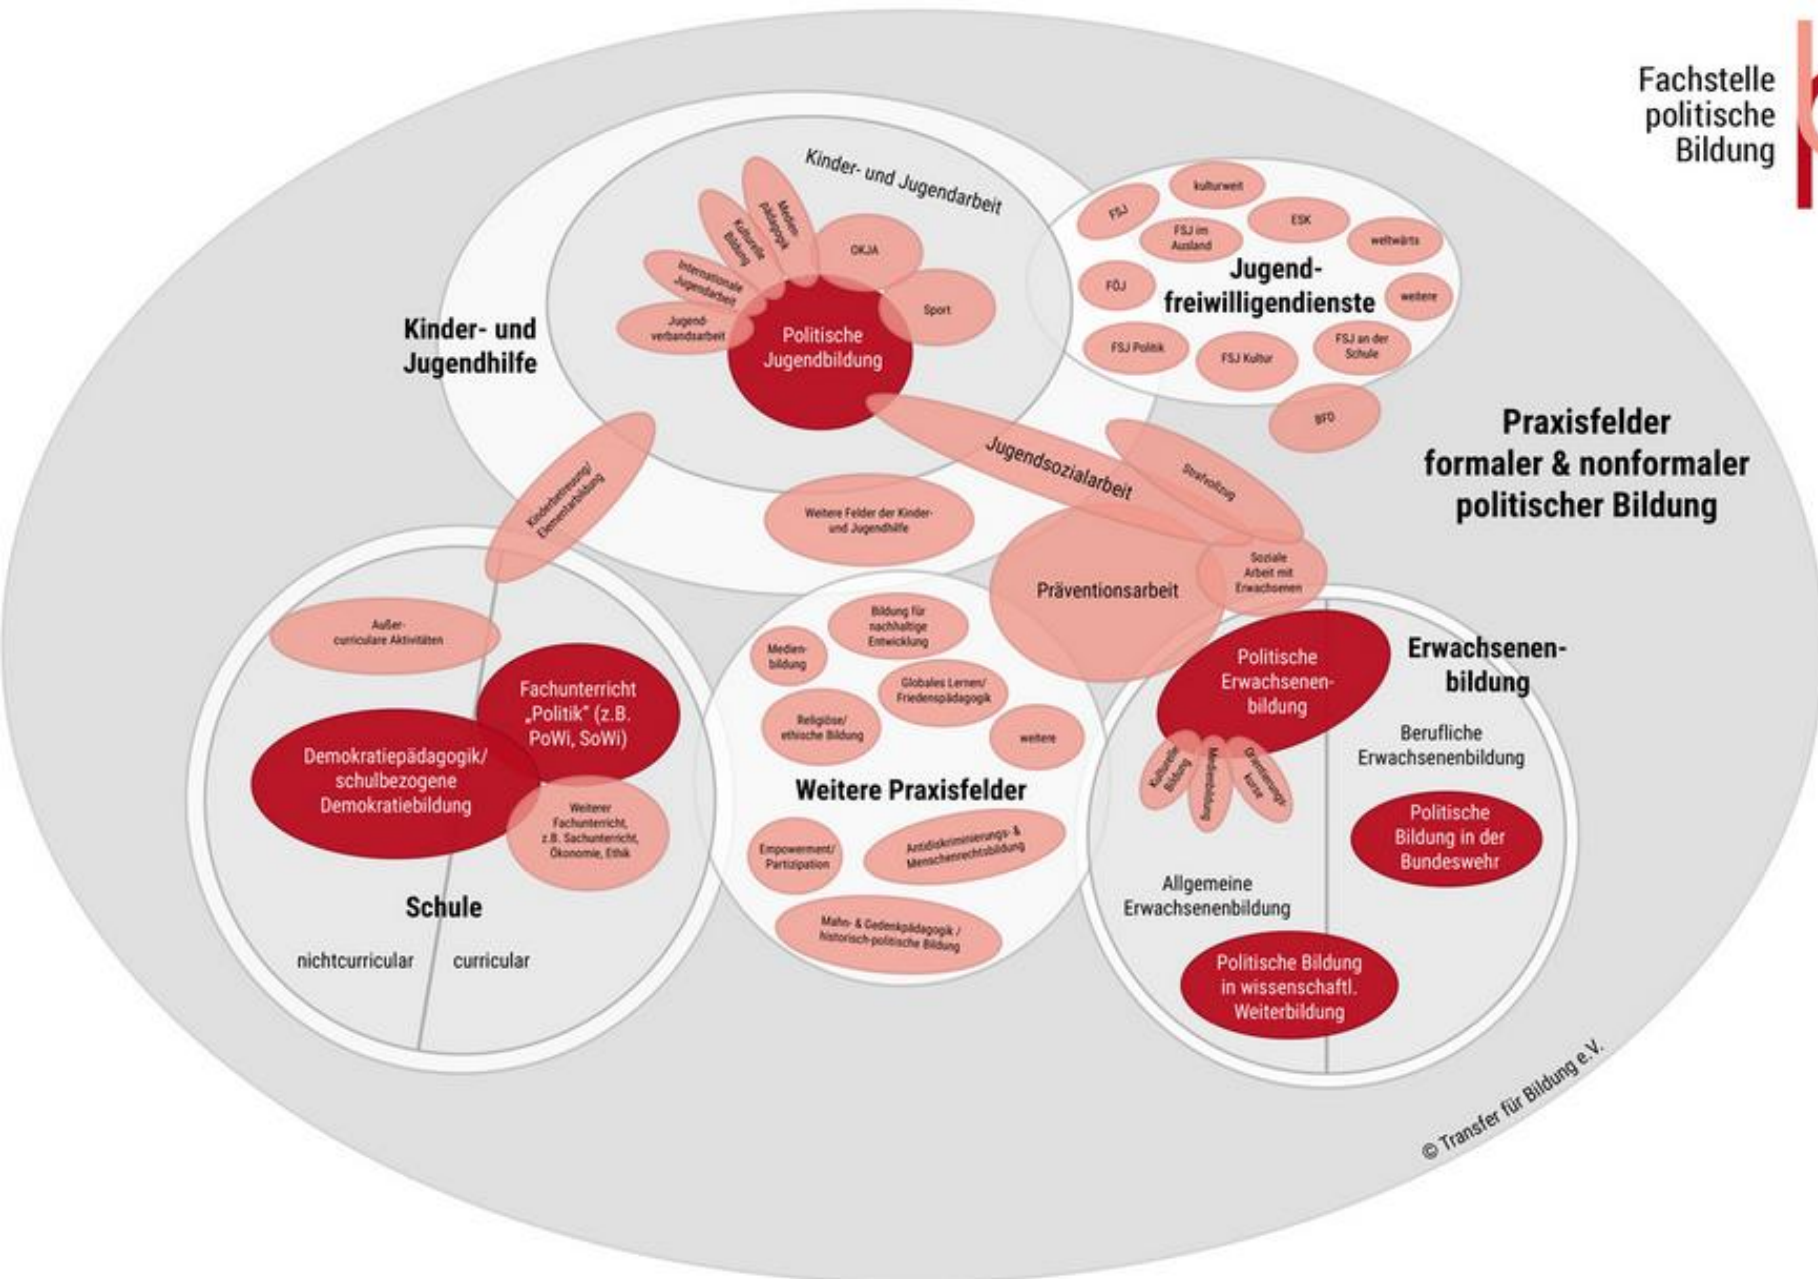 Fachstelle
politische
Bildung
Kinder- und Jugendarbeit
Medien-
pädagogik
Kulturelle
Bildung
Internationale
Jugendarbeit
Jugend-
verbandsarbeit
OKJA
Sport
Politische
Jugendbildung
Kinder- und
Jugendhilfe
FSJ
kulturweit
FSJ im
Ausland
ESK
weltwärts
Jugend-
freiwilligendienste
FÖJ
weitere
FSJ Politik
FSJ Kultur
FSJ an der
Schule
BFD
Praxisfelder
formaler & nonformaler
politischer Bildung
Jugendsozialarbeit
Strafvollzug
Kinderbetreuung/
Elementarbildung
Weitere Felder der Kinder-
und Jugendhilfe
Präventionsarbeit
Soziale
Arbeit mit
Erwachsenen
Außer-
curriculare Aktivitäten
Fachunterricht
„Politik“ (z.B.
PoWi, SoWi)
Demokratiepädagogik/
schulbezogene
Demokratiebildung
Weiterer
Fachunterricht,
z.B. Sachunterricht,
Ökonomie, Ethik
Schule
nichtcurricular
curricular
Bildung für
nachhaltige
Entwicklung
Medien-
bildung
Globales Lernen/
Friedenspädagogik
Religiöse/
ethische Bildung
weitere
Weitere Praxisfelder
Empowerment/
Partizipation
Antidiskriminierungs- &
Menschenrechtsbildung
Mahn- & Gedenkpädagogik /
historisch-politische Bildung
Politische
Erwachsenen-
bildung
Erwachsenen-
bildung
Kulturelle
Bildung
Medienbildung
Orientierungs-
kurse
Berufliche
Erwachsenenbildung
Politische
Bildung in der
Bundeswehr
Allgemeine
Erwachsenenbildung
Politische Bildung
in wissenschaftl.
Weiterbildung
© Transfer für Bildung e.V.